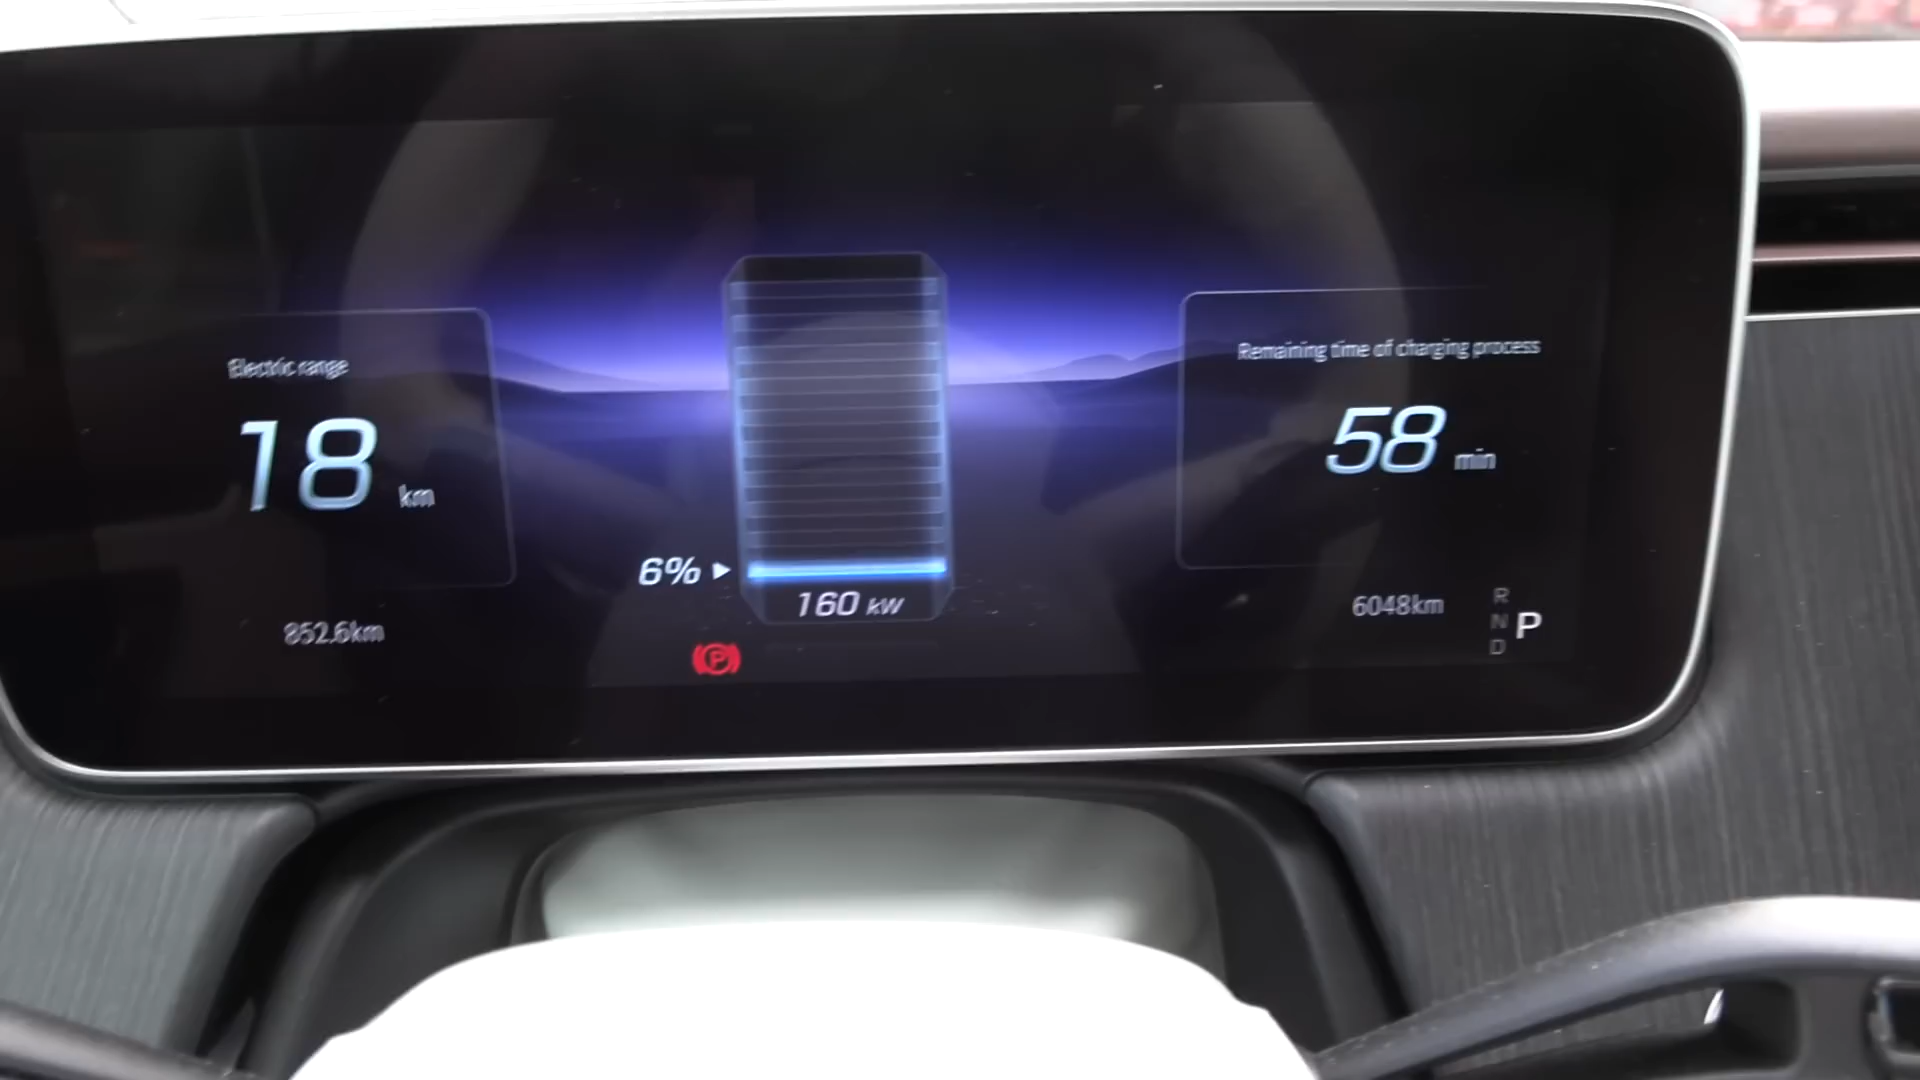 Electric range
18 km
852.6km
6%
160 kW
P
Remaining time of charging process
58 min
6048km
R
N P
D